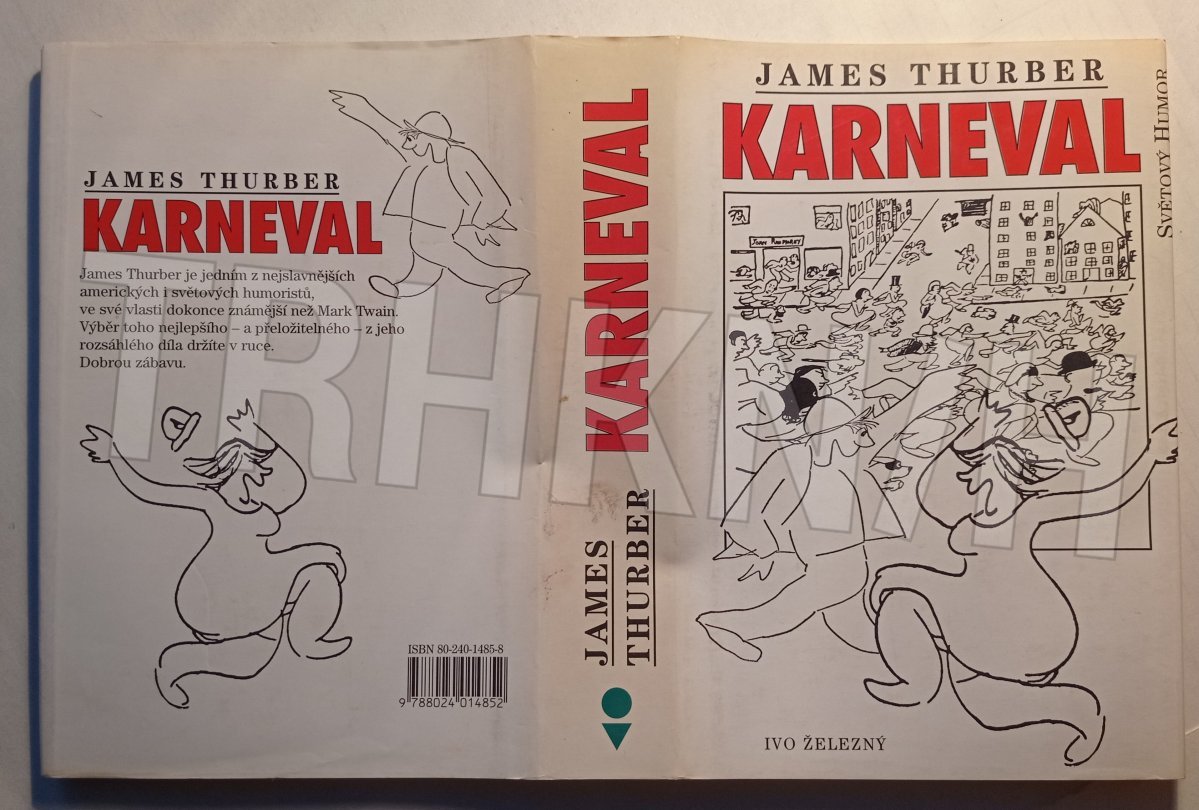 JAMES THURBER
KARNEVAL
James Thurber je jedním z nejslavnějších
amerických i světových humoristů,
ve své vlasti dokonce známější než Mark Twain.
Výběr toho nejlepšího – a přeložitelného – z jeho
rozsáhlého díla držíte v ruce.
Dobrou zábavu.
ISBN 80-240-1485-8
9 788024 014852
KARNEVAL
JAMES
THURBER
JAMES THURBER
KARNEVAL
SVĚTOVÝ HUMOR
IVO ŽELEZNÝ
TRHKNIH